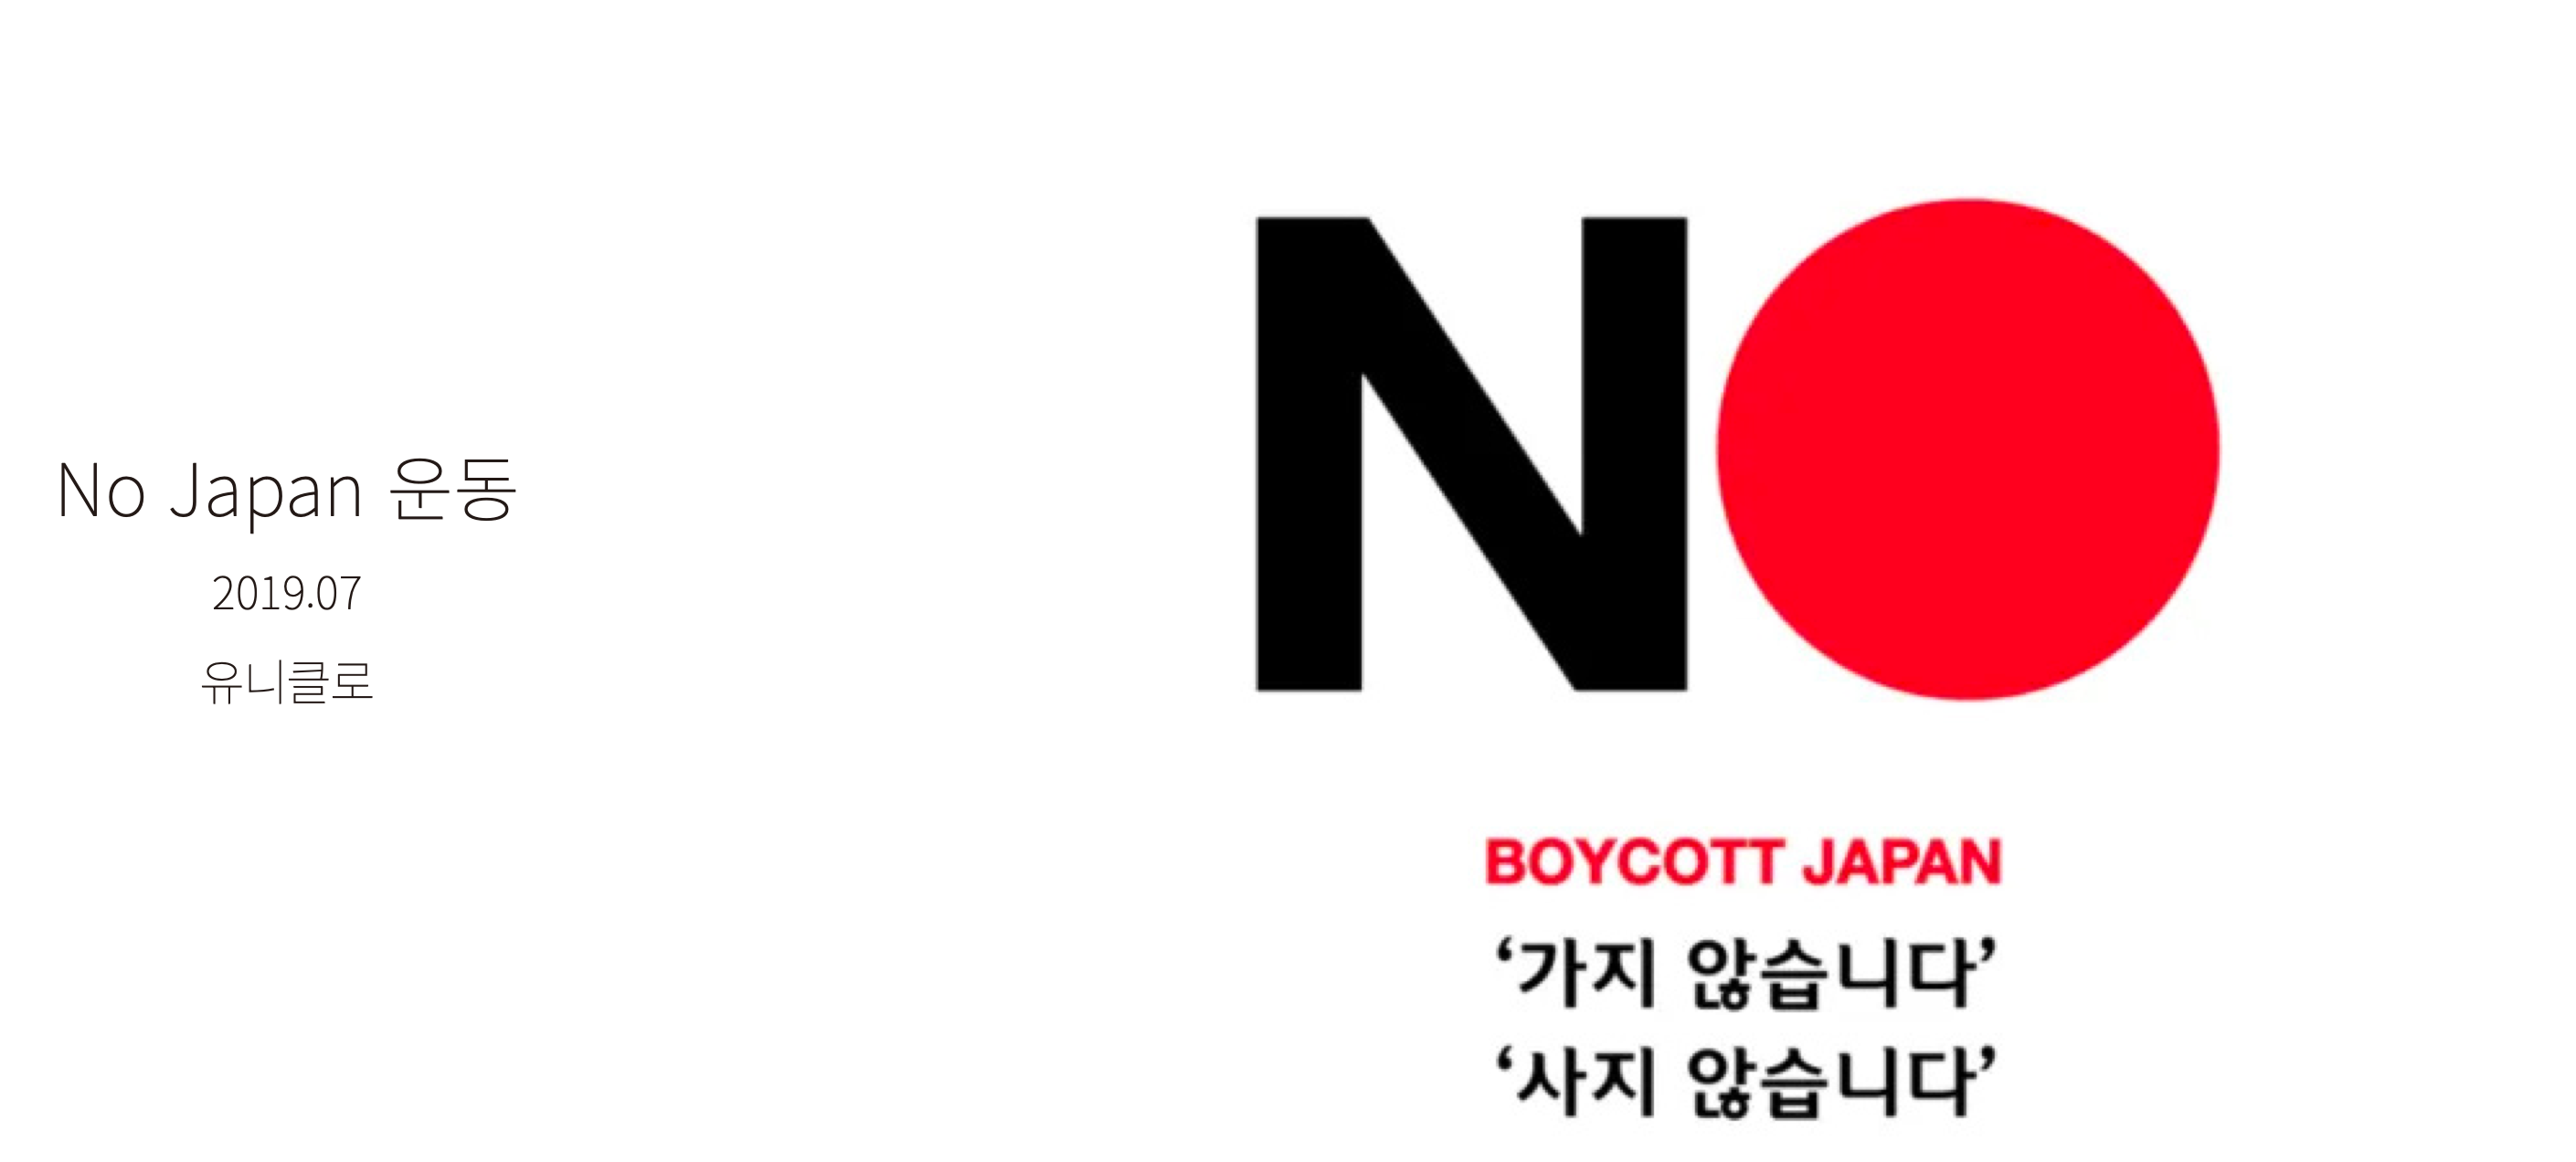 No Japan 운동
2019.07
유니클로
NO
BOYCOTT JAPAN
‘가지 않습니다’
‘사지 않습니다’